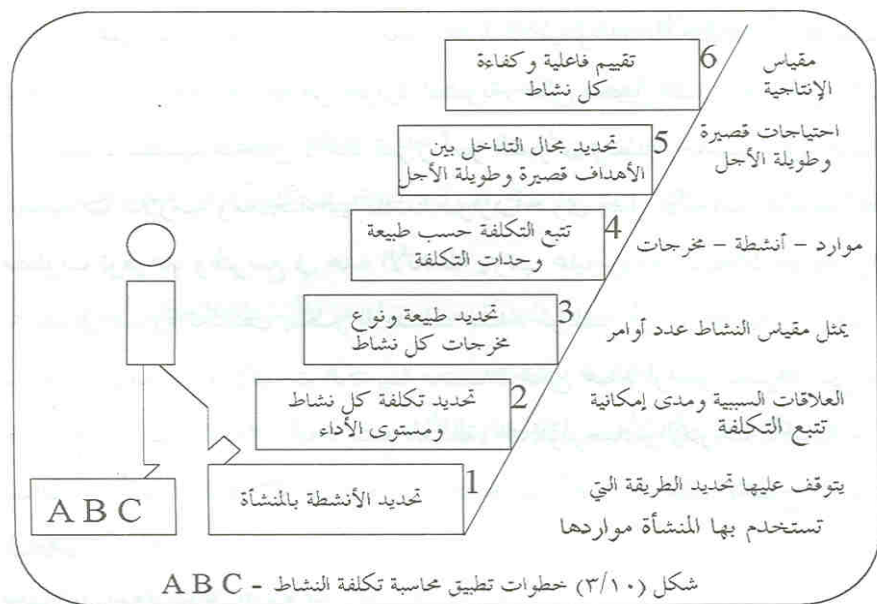 تقييم فاعلية وكفاءة
كل نشاط
6
مقياس
الإنتاجية
تحديد مجال التداخل بين
الأهداف قصيرة وطويلة الأجل
5
احتياجات قصيرة
وطويلة الأجل
تتبع التكلفة حسب طبيعة
وحدات التكلفة
4
موارد - أنشطة - مخرجات
تحديد طبيعة ونوع
مخرجات كل نشاط
3
يمثل مقياس النشاط عدد أوامر
تحديد تكلفة كل نشاط
ومستوى الأداء
2
العلاقات السببية ومدى إمكانية
تتبع التكلفة
تحديد الأنشطة بالمنشأة
1
يتوقف عليها تحديد الطريقة التي
تستخدم بها المنشأة مواردها
A B C
شكل (٣/١٠) خطوات تطبيق محاسبة تكلفة النشاط - A B C